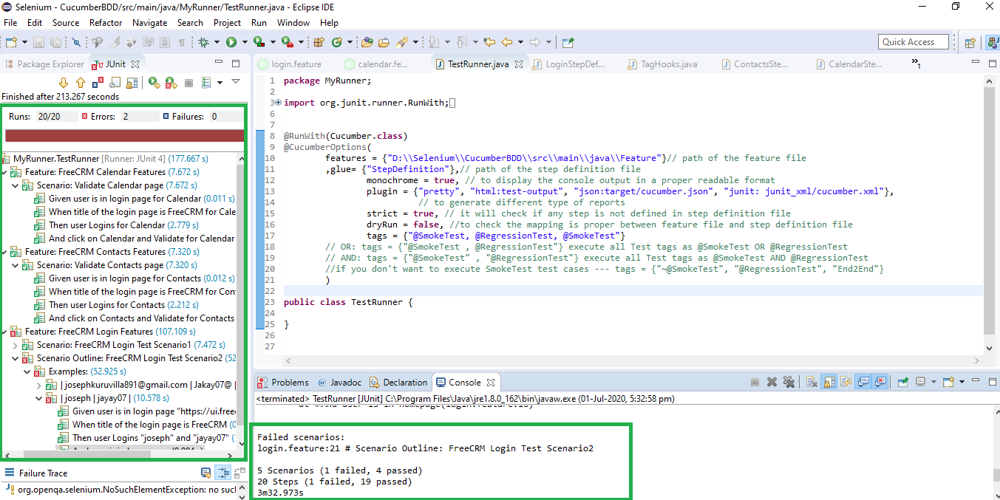 Selenium - CucumberBDD/src/main/java/MyRunner/TestRunner.java - Eclipse IDE
File Edit Source Refactor Navigate Search Project Run Window Help
Quick Access
Package Explorer JUnit
Finished after 213.267 seconds
Runs: 20/20 Errors: 2 Failures: 0
MyRunner.TestRunner [Runner: JUnit 4] (177.667 s)
Feature: FreeCRM Calendar Features (7.672 s)
Scenario: Validate Calendar page (7.672 s)
Given user is in login page for Calendar (0.011 s)
When title of the login page is FreeCRM for Cale
Then user Logins for Calendar (2.779 s)
And click on Calendar and Validate for Calendar
Feature: FreeCRM Contacts Features (7.320 s)
Scenario: Validate Contacts page (7.320 s)
Given user is in login page for Contacts (0.012 s)
When title of the login page is FreeCRM for Con
Then user Logins for Contacts (2.212 s)
And click on Contacts and Validate for Contacts
Feature: FreeCRM Login Features (107.109 s)
Scenario: FreeCRM Login Test Scenario1 (7.472 s)
Scenario Outline: FreeCRM Login Test Scenario2 (52
Examples: (52.925 s)
| josephkuruvilla891@gmail.com | Jakay07@ |
| joseph | jayay07 | (10.578 s)
Given user is in login page "https://ui.free
When title of the login page is FreeCRM (0
Then user Logins "joseph" and "jayay07" (
Failure Trace
org.openqa.selenium.NoSuchElementException: no sucl
login.feature calendar.fe... TestRunner.java LoginStepDef... TagHooks.java ContactsSte... CalendarSte... »1
1 package MyRunner;
2
3 import org.junit.runner.RunWith;
6
7
8 @RunWith(Cucumber.class)
9 @CucumberOptions(
10 features = {"D:\\Selenium\\CucumberBDD\\src\\main\\java\\Feature"}// path of the feature file
11 ,glue= {"StepDefinition"},// path of the step definition file
12 monochrome = true, // to display the console output in a proper readable format
13 plugin = {"pretty", "html:test-output", "json:target/cucumber.json", "junit: junit_xml/cucumber.xml"},
14 // to generate different type of reports
15 strict = true, // it will check if any step is not defined in step definition file
16 dryRun = false, //to check the mapping is proper between feature file and step definition file
17 tags = {"@SmokeTest, @RegressionTest, @SmokeTest"}
18 // OR: tags = {"@SmokeTest , @RegressionTest"} execute all Test tags as @SmokeTest OR @RegressionTest
19 // AND: tags = {"@SmokeTest" , "@RegressionTest"} execute all Test tags as @SmokeTest AND @RegressionTest
20 //if you don't want to execute SmokeTest test cases --- tags = {"~@SmokeTest", "@RegressionTest", "End2End"}
21 )
22
23 public class TestRunner {
24
25 }
26
27
Problems @ Javadoc Declaration Console
<terminated> TestRunner [JUnit] C:\Program Files\Java\jre1.8.0_162\bin\javaw.exe (01-Jul-2020, 5:32:58 pm)
Failed scenarios:
login.feature:21 # Scenario Outline: FreeCRM Login Test Scenario2
5 Scenarios (1 failed, 4 passed)
20 Steps (1 failed, 19 passed)
3m32.973s